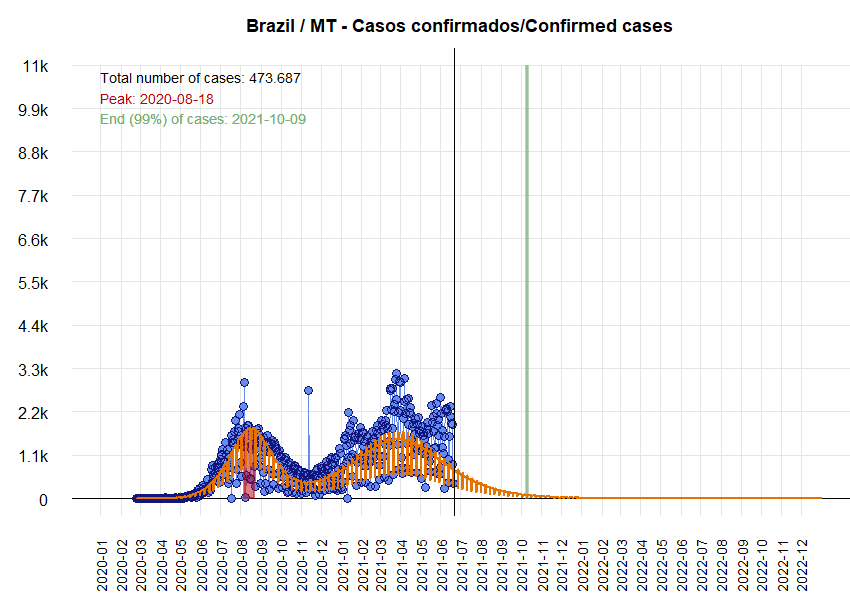 Brazil / MT - Casos confirmados/Confirmed cases
11k
Total number of cases: 473.687
Peak: 2020-08-18
End (99%) of cases: 2021-10-09
9.9k
8.8k
7.7k
6.6k
5.5k
4.4k
3.3k
2.2k
1.1k
0
2020-01
2020-02
2020-03
2020-04
2020-05
2020-06
2020-07
2020-08
2020-09
2020-10
2020-11
2020-12
2021-01
2021-02
2021-03
2021-04
2021-05
2021-06
2021-07
2021-08
2021-09
2021-10
2021-11
2021-12
2022-01
2022-02
2022-03
2022-04
2022-05
2022-06
2022-07
2022-08
2022-09
2022-10
2022-11
2022-12